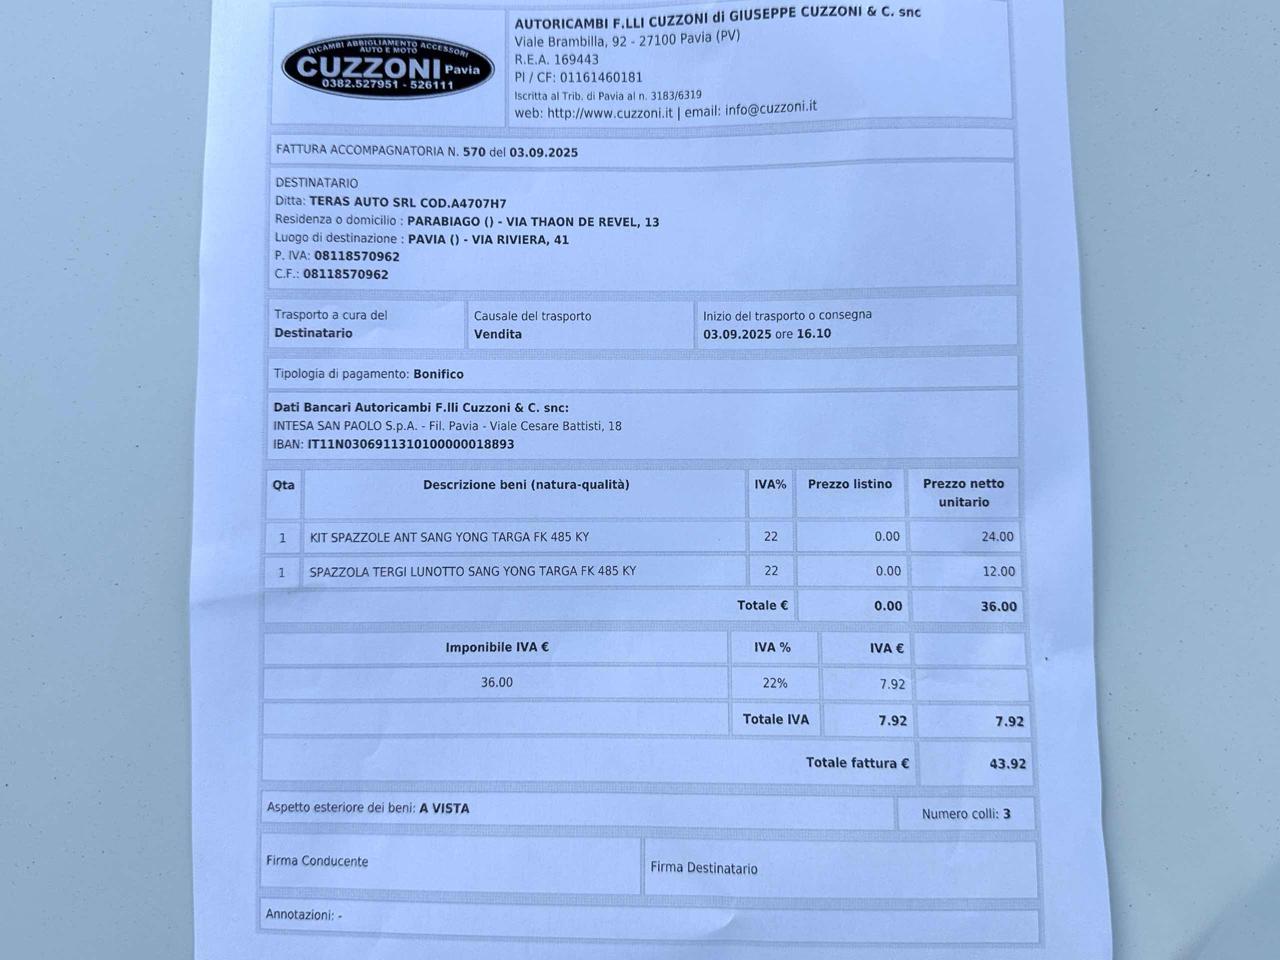 RICAMBI ABBIGLIAMENTO ACCESSORI
AUTO E MOTO
CUZZONI Pavia
0382.527951 - 526111
AUTORICAMBI F.LLI CUZZONI di GIUSEPPE CUZZONI & C. snc
Viale Brambilla, 92 - 27100 Pavia (PV)
R.E.A. 169443
PI / CF: 01161460181
Iscritta al Trib. di Pavia al n. 3183/6319
web: http://www.cuzzoni.it | email: info@cuzzoni.it
FATTURA ACCOMPAGNATORIA N. 570 del 03.09.2025
DESTINATARIO
Ditta: TERAS AUTO SRL COD.A4707H7
Residenza o domicilio : PARABIAGO () - VIA THAON DE REVEL, 13
Luogo di destinazione : PAVIA () - VIA RIVIERA, 41
P. IVA: 08118570962
C.F.: 08118570962
Trasporto a cura del
Destinatario
Causale del trasporto
Vendita
Inizio del trasporto o consegna
03.09.2025 ore 16.10
Tipologia di pagamento: Bonifico
Dati Bancari Autoricambi F.lli Cuzzoni & C. snc:
INTESA SAN PAOLO S.p.A. - Fil. Pavia - Viale Cesare Battisti, 18
IBAN: IT11N0306911310100000018893
Qta Descrizione beni (natura-qualità) IVA% Prezzo listino Prezzo netto unitario
1 KIT SPAZZOLE ANT SANG YONG TARGA FK 485 KY 22 0.00 24.00
1 SPAZZOLA TERGI LUNOTTO SANG YONG TARGA FK 485 KY 22 0.00 12.00
Totale € 0.00 36.00
Imponibile IVA € IVA % IVA €
36.00 22% 7.92
Totale IVA 7.92 7.92
Totale fattura € 43.92
Aspetto esteriore dei beni: A VISTA Numero colli: 3
Firma Conducente Firma Destinatario
Annotazioni: -